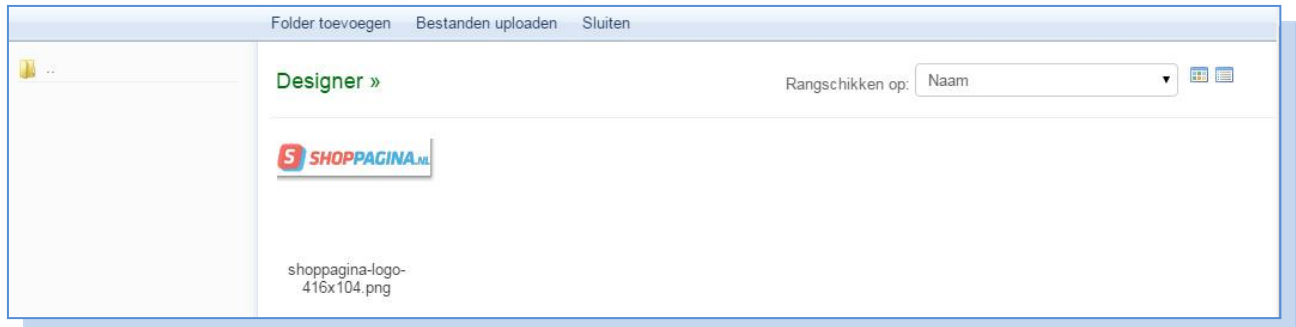 Folder toevoegen Bestanden uploaden Sluiten
..
Designer »
Rangschikken op: Naam
S SHOPPAGINA.NL
shoppagina-logo-
416x104.png